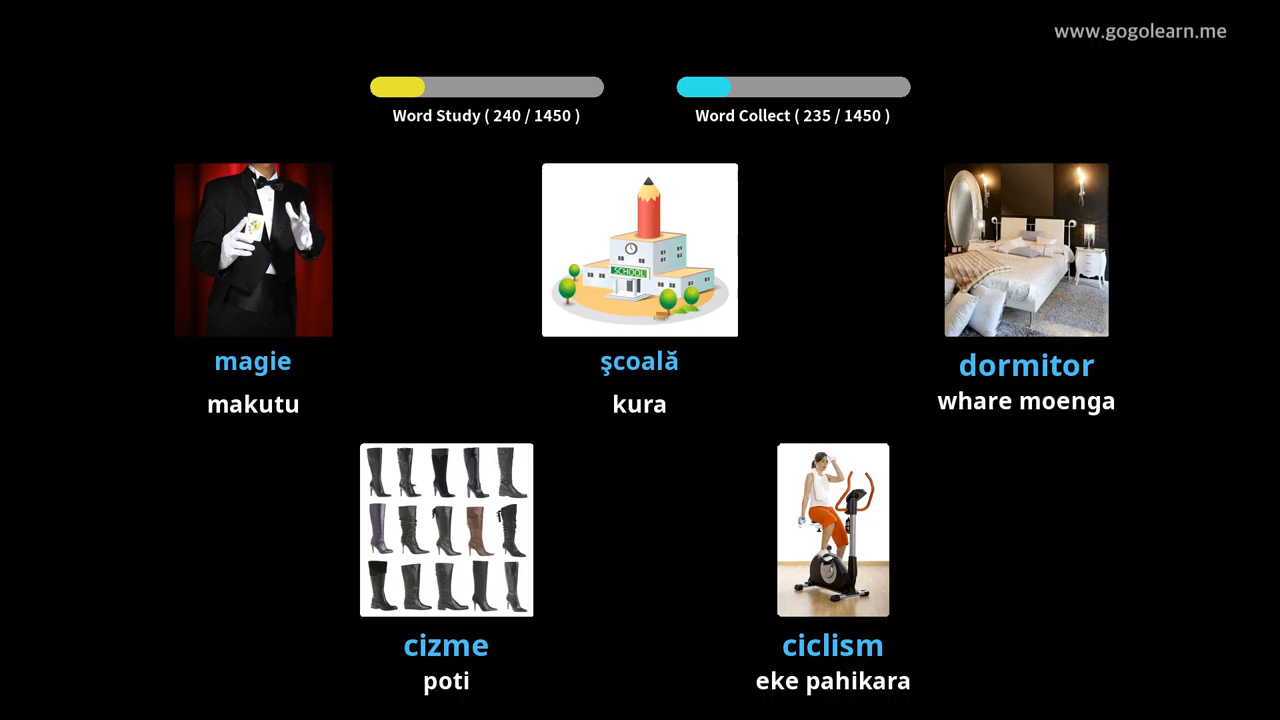 www.gogolearn.me
Word Study ( 240 / 1450 )
Word Collect ( 235 / 1450 )
SCHOOL
magie
makutu
şcoală
kura
dormitor
whare moenga
cizme
poti
ciclism
eke pahikara